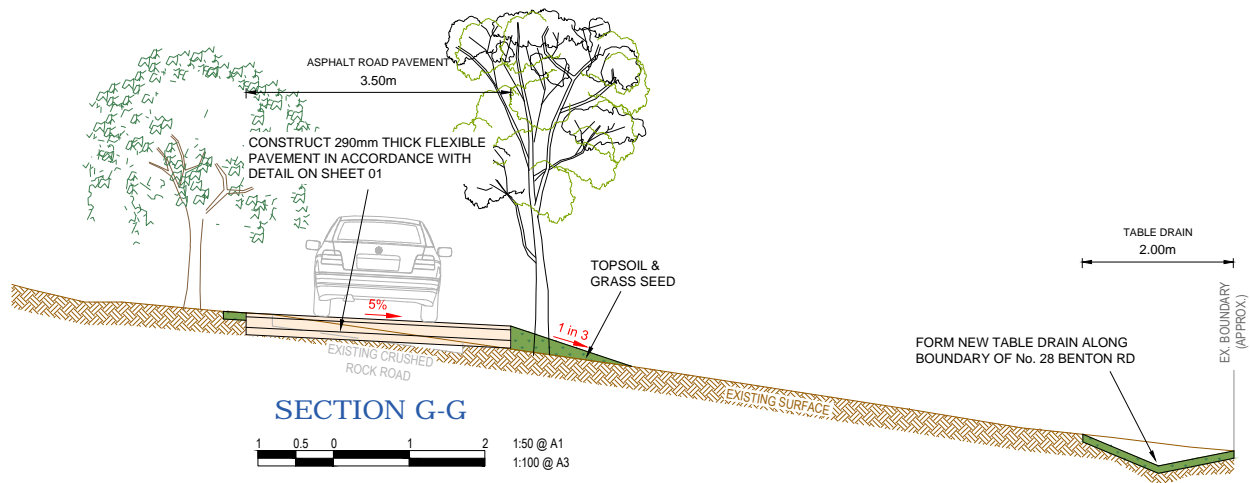 ASPHALT ROAD PAVEMENT
3.50m
CONSTRUCT 290mm THICK FLEXIBLE
PAVEMENT IN ACCORDANCE WITH
DETAIL ON SHEET 01
TABLE DRAIN
2.00m
TOPSOIL &
GRASS SEED
5%
1 in 3
EX. BOUNDARY
(APPROX.)
EXISTING CRUSHED
ROCK ROAD
FORM NEW TABLE DRAIN ALONG
BOUNDARY OF No. 28 BENTON RD
EXISTING SURFACE
SECTION G-G
1 0.5 0 1 2 1:50 @ A1
1:100 @ A3